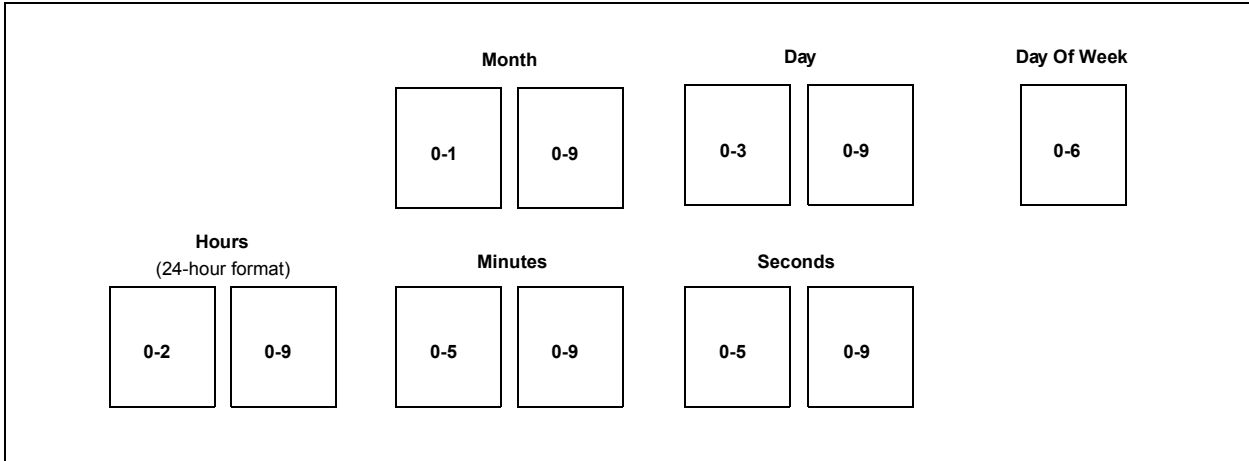 Month Day Day Of Week
0-1 0-9 0-3 0-9 0-6
Hours
(24-hour format)
Minutes Seconds
0-2 0-9 0-5 0-9 0-5 0-9